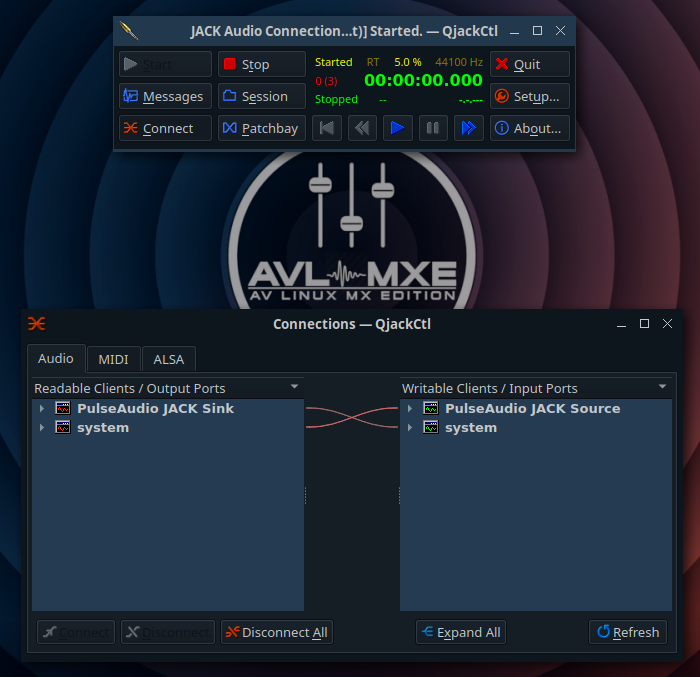 JACK Audio Connection...t)] Started. — QjackCtl
Start Stop Started RT 5.0 % 44100 Hz Quit
0 (3) 00:00:00.000
Messages Session Stopped -- -.-.--- Setup...
Connect Patchbay About...
AVL MXE
AV LINUX MX EDITION
Connections — QjackCtl
Audio MIDI ALSA
Readable Clients / Output Ports Writable Clients / Input Ports
PulseAudio JACK Sink PulseAudio JACK Source
system system
Connect Disconnect Disconnect All Expand All Refresh